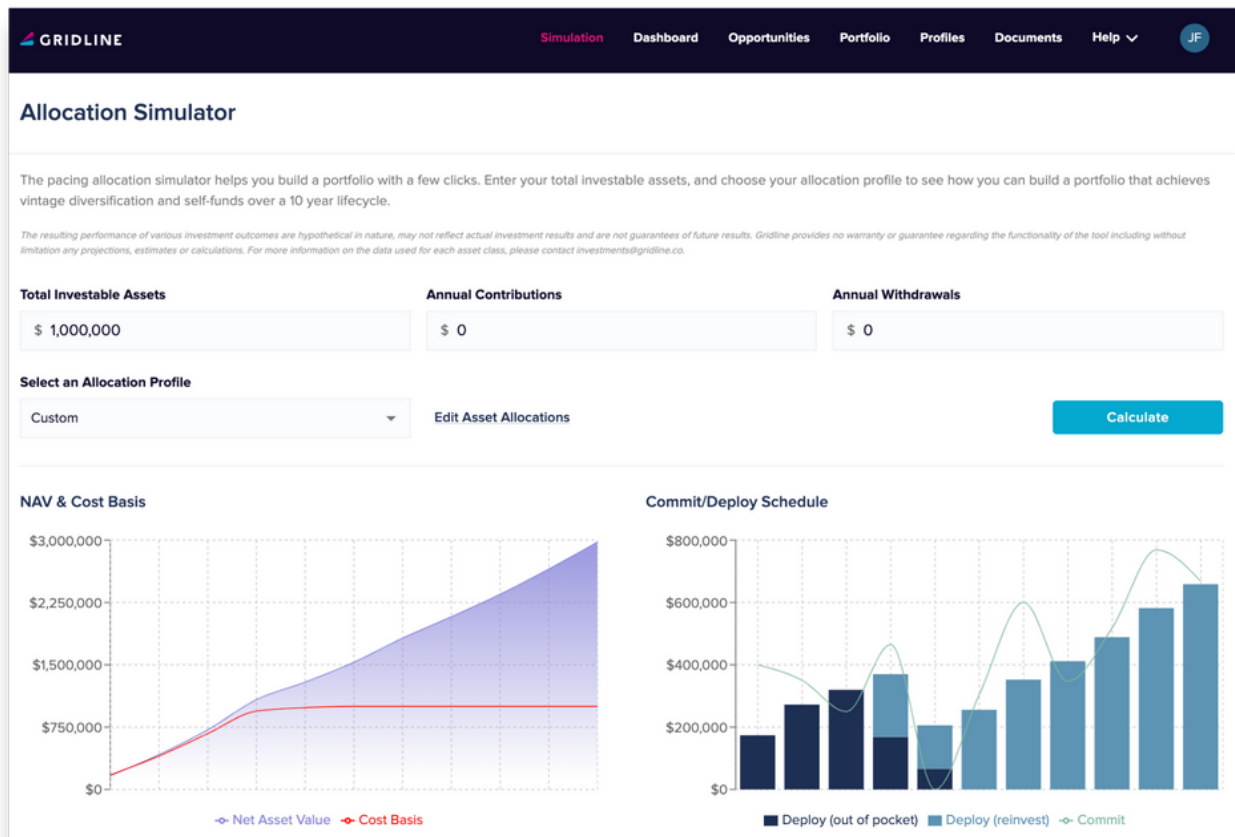 GRIDLINE
Simulation Dashboard Opportunities Portfolio Profiles Documents Help JF
Allocation Simulator
The pacing allocation simulator helps you build a portfolio with a few clicks. Enter your total investable assets, and choose your allocation profile to see how you can build a portfolio that achieves
vintage diversification and self-funds over a 10 year lifecycle.
The resulting performance of various investment outcomes are hypothetical in nature, may not reflect actual investment results and are not guarantees of future results. Gridline provides no warranty or guarantee regarding the functionality of the tool including without
limitation any projections, estimates or calculations. For more information on the data used for each asset class, please contact investments@gridline.co.
Total Investable Assets
$ 1,000,000
Annual Contributions
$ 0
Annual Withdrawals
$ 0
Select an Allocation Profile
Custom
Edit Asset Allocations
Calculate
NAV & Cost Basis
$3,000,000
$2,250,000
$1,500,000
$750,000
$0
Net Asset Value Cost Basis
Commit/Deploy Schedule
$800,000
$600,000
$400,000
$200,000
$0
Deploy (out of pocket) Deploy (reinvest) Commit